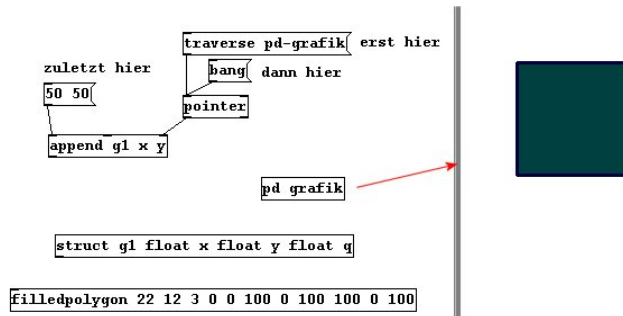 traverse pd-grafik erst hier
zuletzt hier
bang dann hier
50 50
pointer
append g1 x y
pd grafik
struct g1 float x float y float q
filledpolygon 22 12 3 0 0 100 0 100 100 0 100